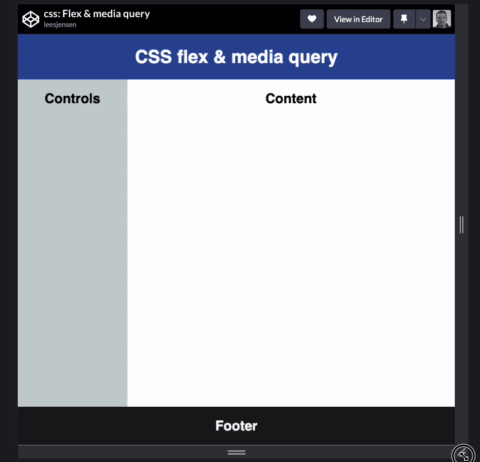 css: Flex & media query
leesjensen
View in Editor
CSS flex & media query
Controls
Content
Footer